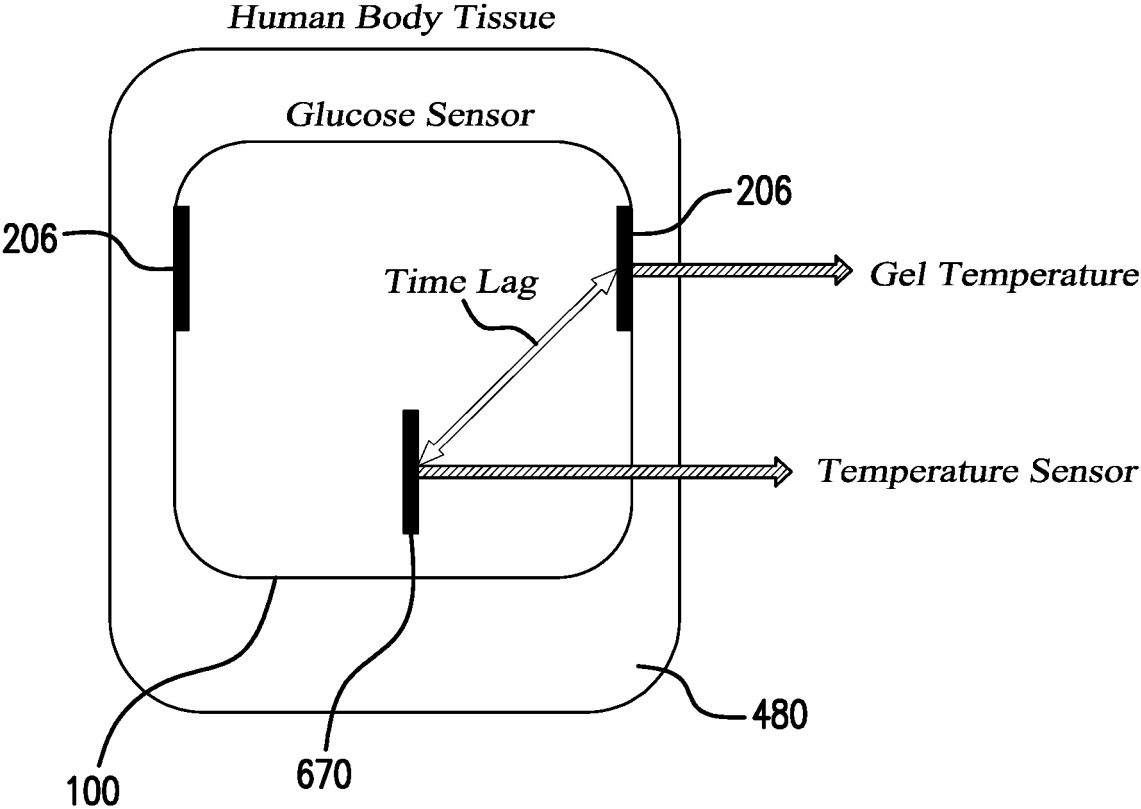 Human Body Tissue
Glucose Sensor
206
206
Time Lag
Gel Temperature
Temperature Sensor
480
670
100